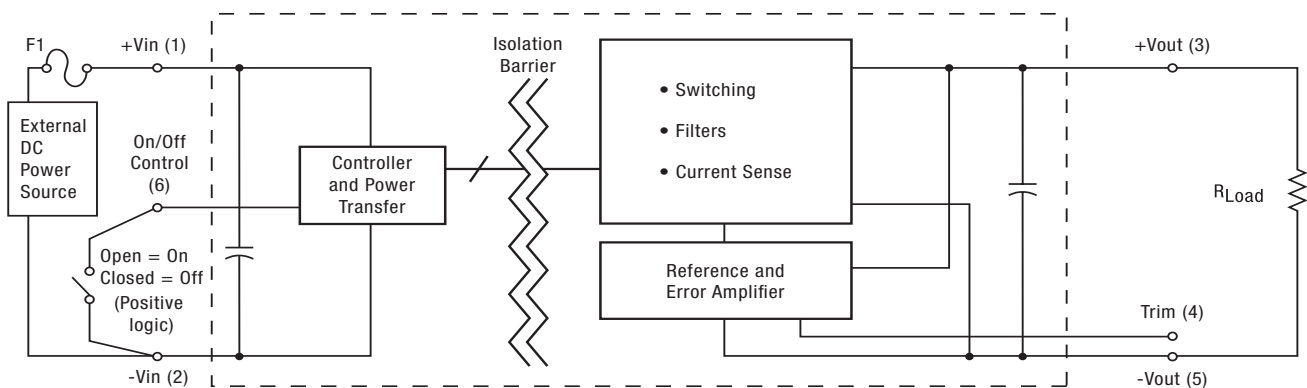 F1
+Vin (1)
Isolation
Barrier
+Vout (3)
External
DC
Power
Source
On/Off
Control
(6)
Controller
and Power
Transfer
• Switching
• Filters
• Current Sense
RLoad
Open = On
Closed = Off
(Positive
logic)
Reference and
Error Amplifier
Trim (4)
-Vin (2)
-Vout (5)